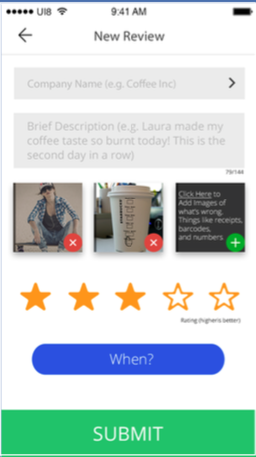 UI8 9:41 AM
New Review
Company Name (e.g. Coffee Inc)
Brief Description (e.g. Laura made my
coffee taste so burnt today! This is the
second day in a row)
79/144
Click Here to
Add Images of
what's wrong.
Things like receipts,
barcodes,
and numbers.
Rating (higher is better)
When?
SUBMIT